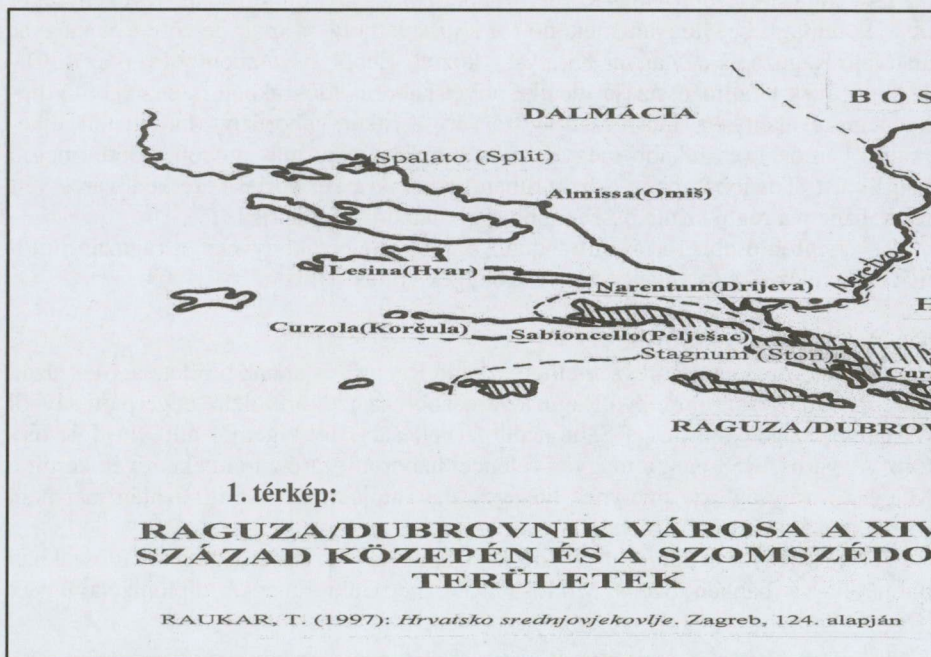 BOS
DALMÁCIA
Spalato (Split)
Almissa(Omiš)
Neretva
Lesina(Hvar)
Narentum(Drijeva)
H
Curzola(Korčula)
Sabioncello(Pelješac)
Stagnum (Ston)
Cur
RAGUZA/DUBROV
1. térkép:
RAGUZA/DUBROVNIK VÁROSA A XIV
SZÁZAD KÖZEPÉN ÉS A SZOMSZÉDO
TERÜLETEK
RAUKAR, T. (1997): Hrvatsko srednjovjekovlje. Zagreb, 124. alapján